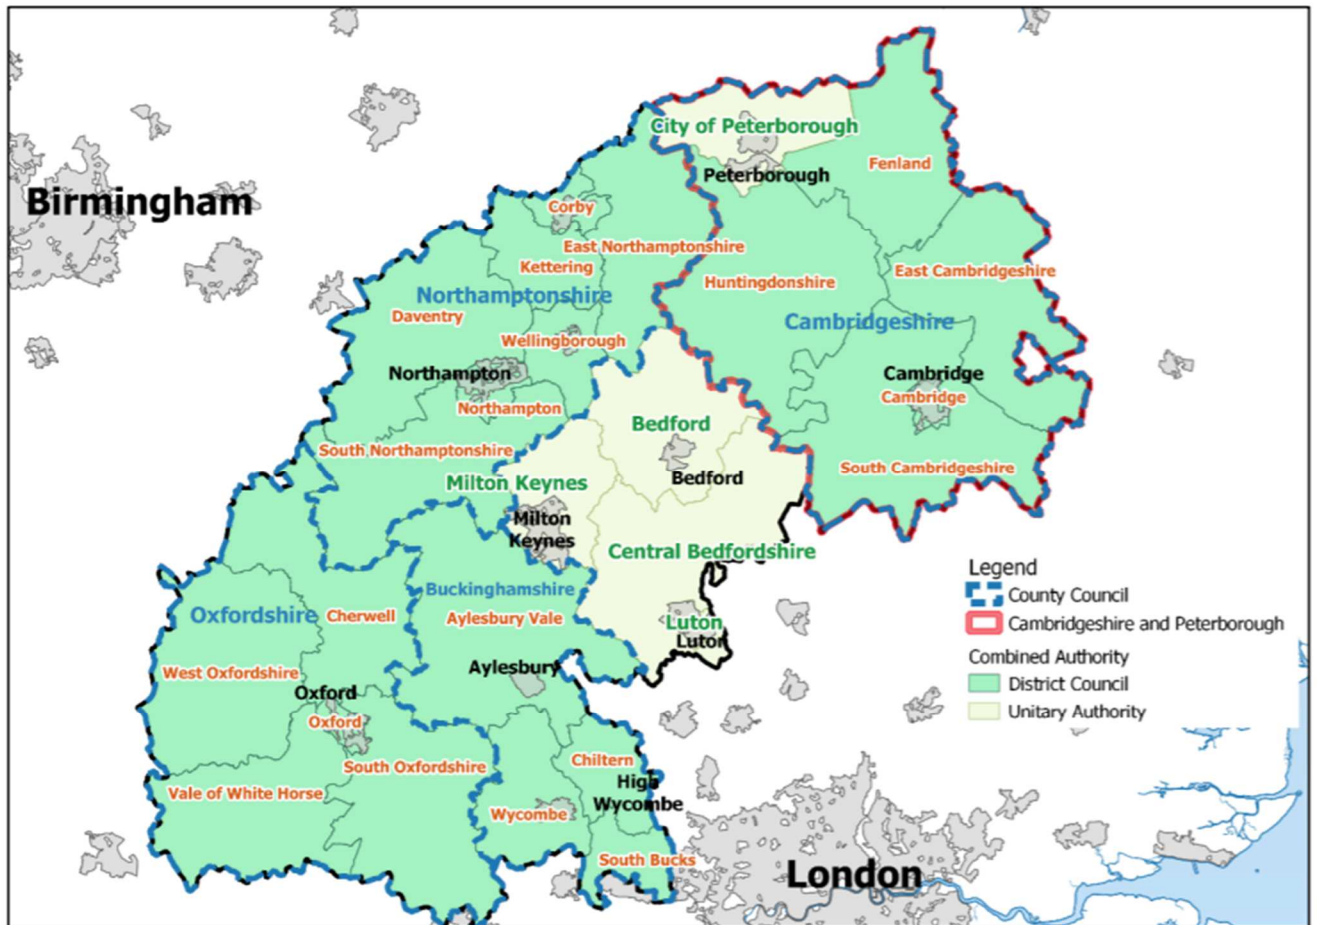 City of Peterborough
Fenland
Peterborough
Birmingham
Corby
East Northamptonshire
Kettering
East Cambridgeshire
Huntingdonshire
Northamptonshire
Daventry
Cambridgeshire
Wellingborough
Northampton
Cambridge
Cambridge
Northampton
Bedford
South Northamptonshire
South Cambridgeshire
Bedford
Milton Keynes
Milton
Keynes
Central Bedfordshire
Legend
County Council
Cambridgeshire and Peterborough
Combined Authority
District Council
Unitary Authority
Buckinghamshire
Oxfordshire
Cherwell
Aylesbury Vale
Luton
Luton
Aylesbury
West Oxfordshire
Oxford
Oxford
South Oxfordshire
Chiltern
High
Wycombe
Vale of White Horse
Wycombe
South Bucks
London